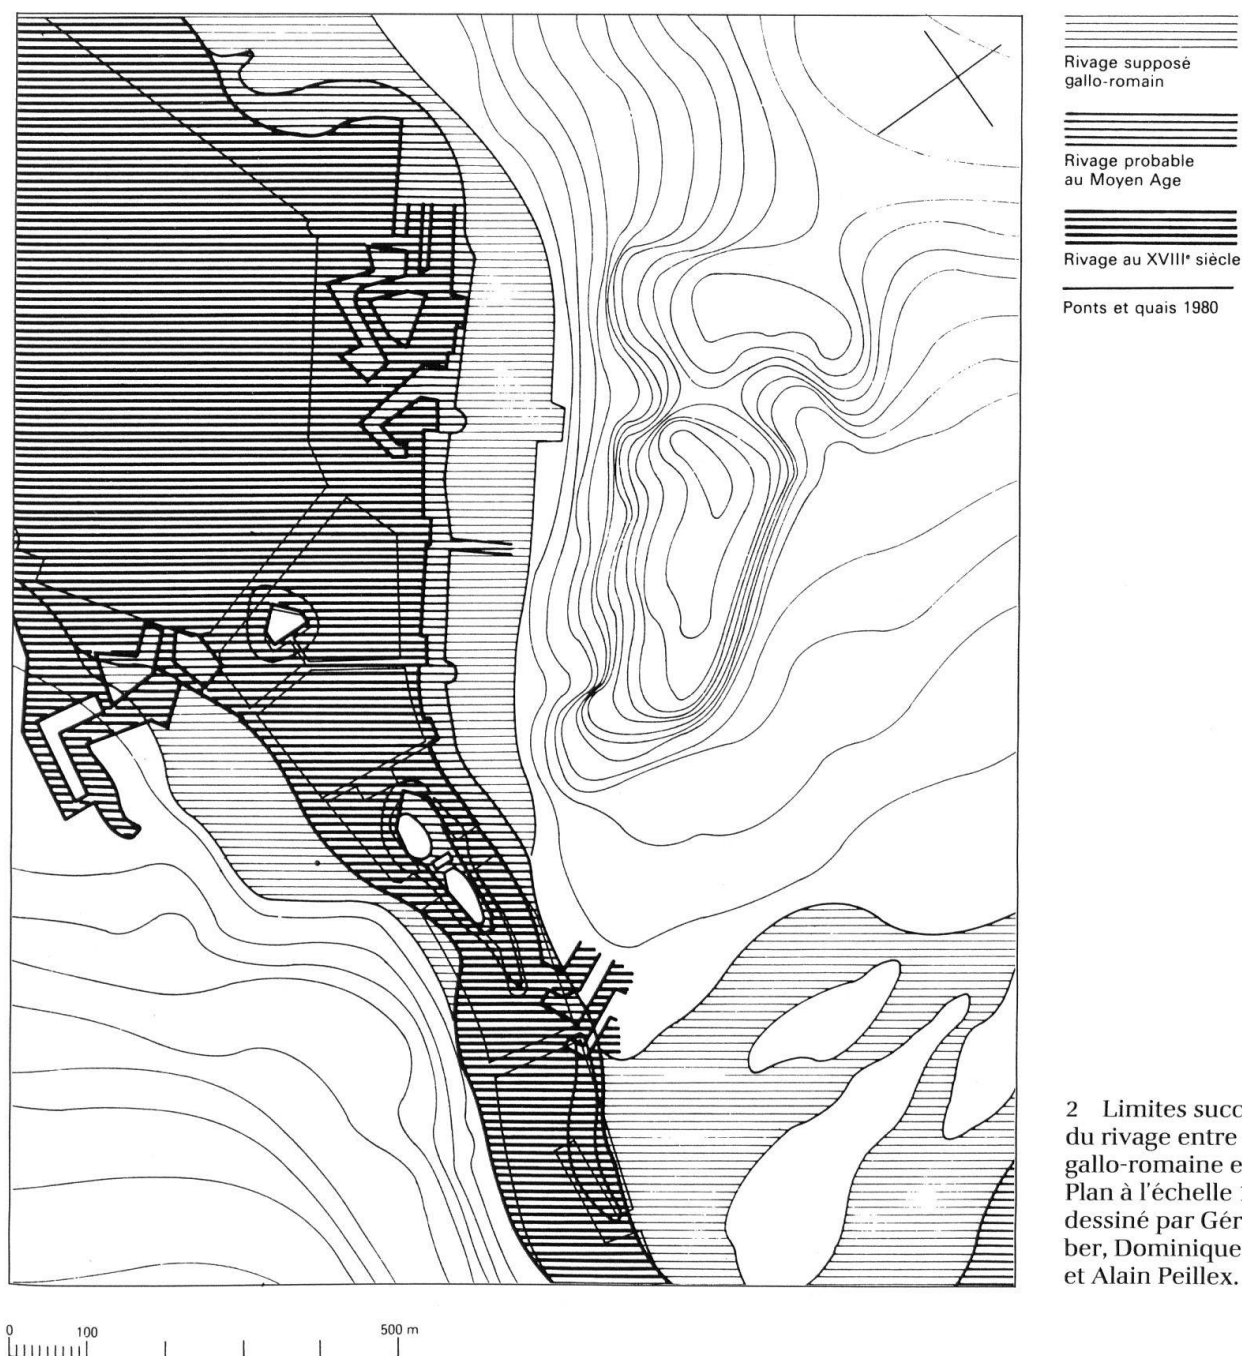 Rivage supposé
gallo-romain
Rivage probable
au Moyen Age
Rivage au XVIIIᵉ siècle
Ponts et quais 1980
2 Limites succ
du rivage entre
gallo-romaine e
Plan à l'échelle
dessiné par Gér
ber, Dominique
et Alain Peillex.
0 100 500 m